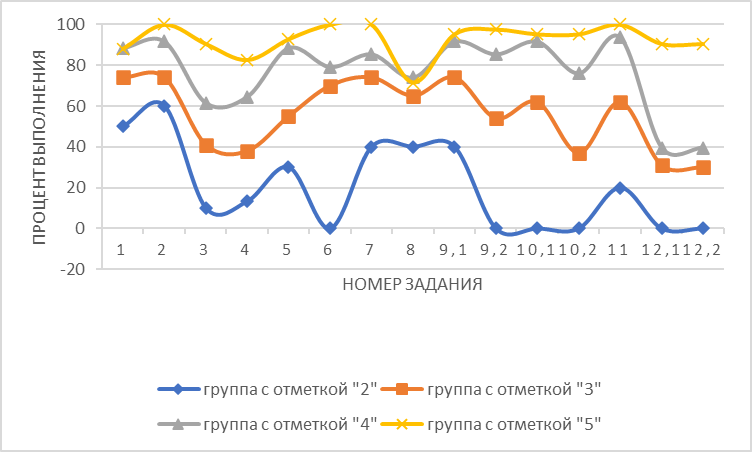 ПРОЦЕНТ ВЫПОЛНЕНИЯ
100
80
60
40
20
0
-20
1 2 3 4 5 6 7 8 9,1 9,2 10,1 10,2 11 12,1 12,2
НОМЕР ЗАДАНИЯ
группа с отметкой "2" группа с отметкой "3"
группа с отметкой "4" группа с отметкой "5"